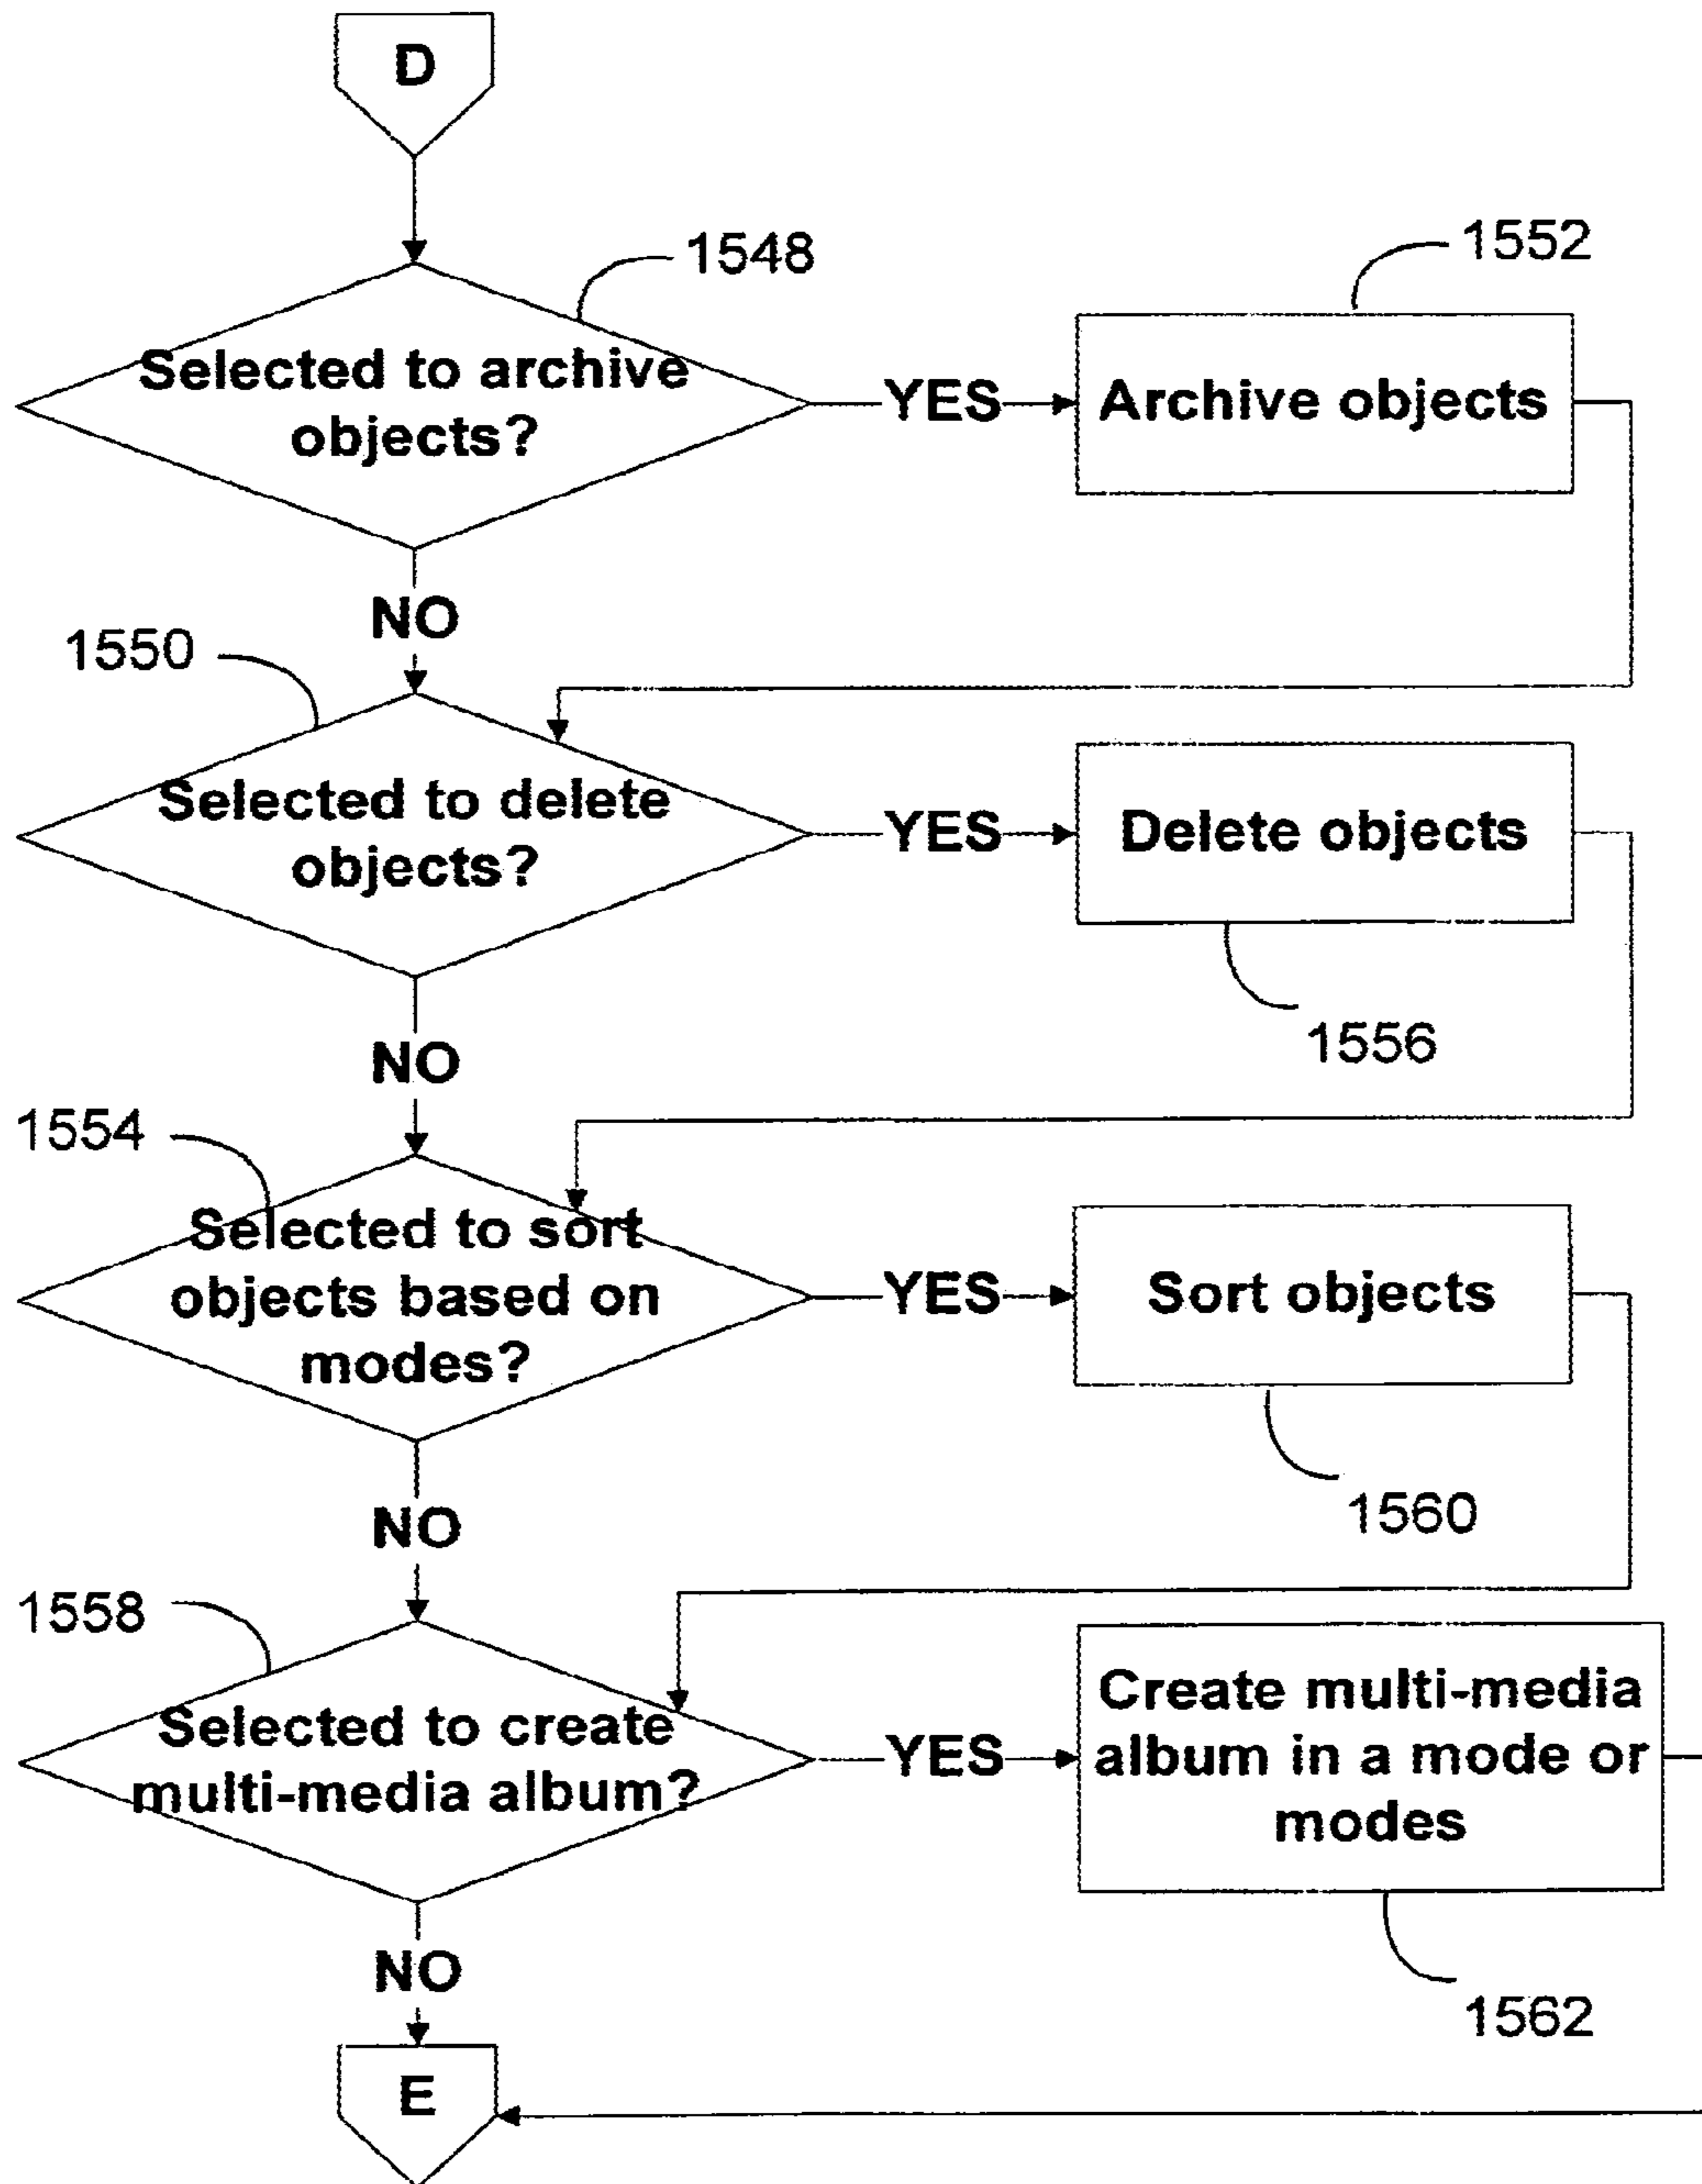 D
1548
1552
Selected to archive
objects?
YES
Archive objects
NO
1550
Selected to delete
objects?
YES
Delete objects
1556
NO
1554
Selected to sort
objects based on
modes?
YES
Sort objects
1560
NO
1558
Selected to create
multi-media album?
YES
Create multi-media
album in a mode or
modes
1562
NO
E